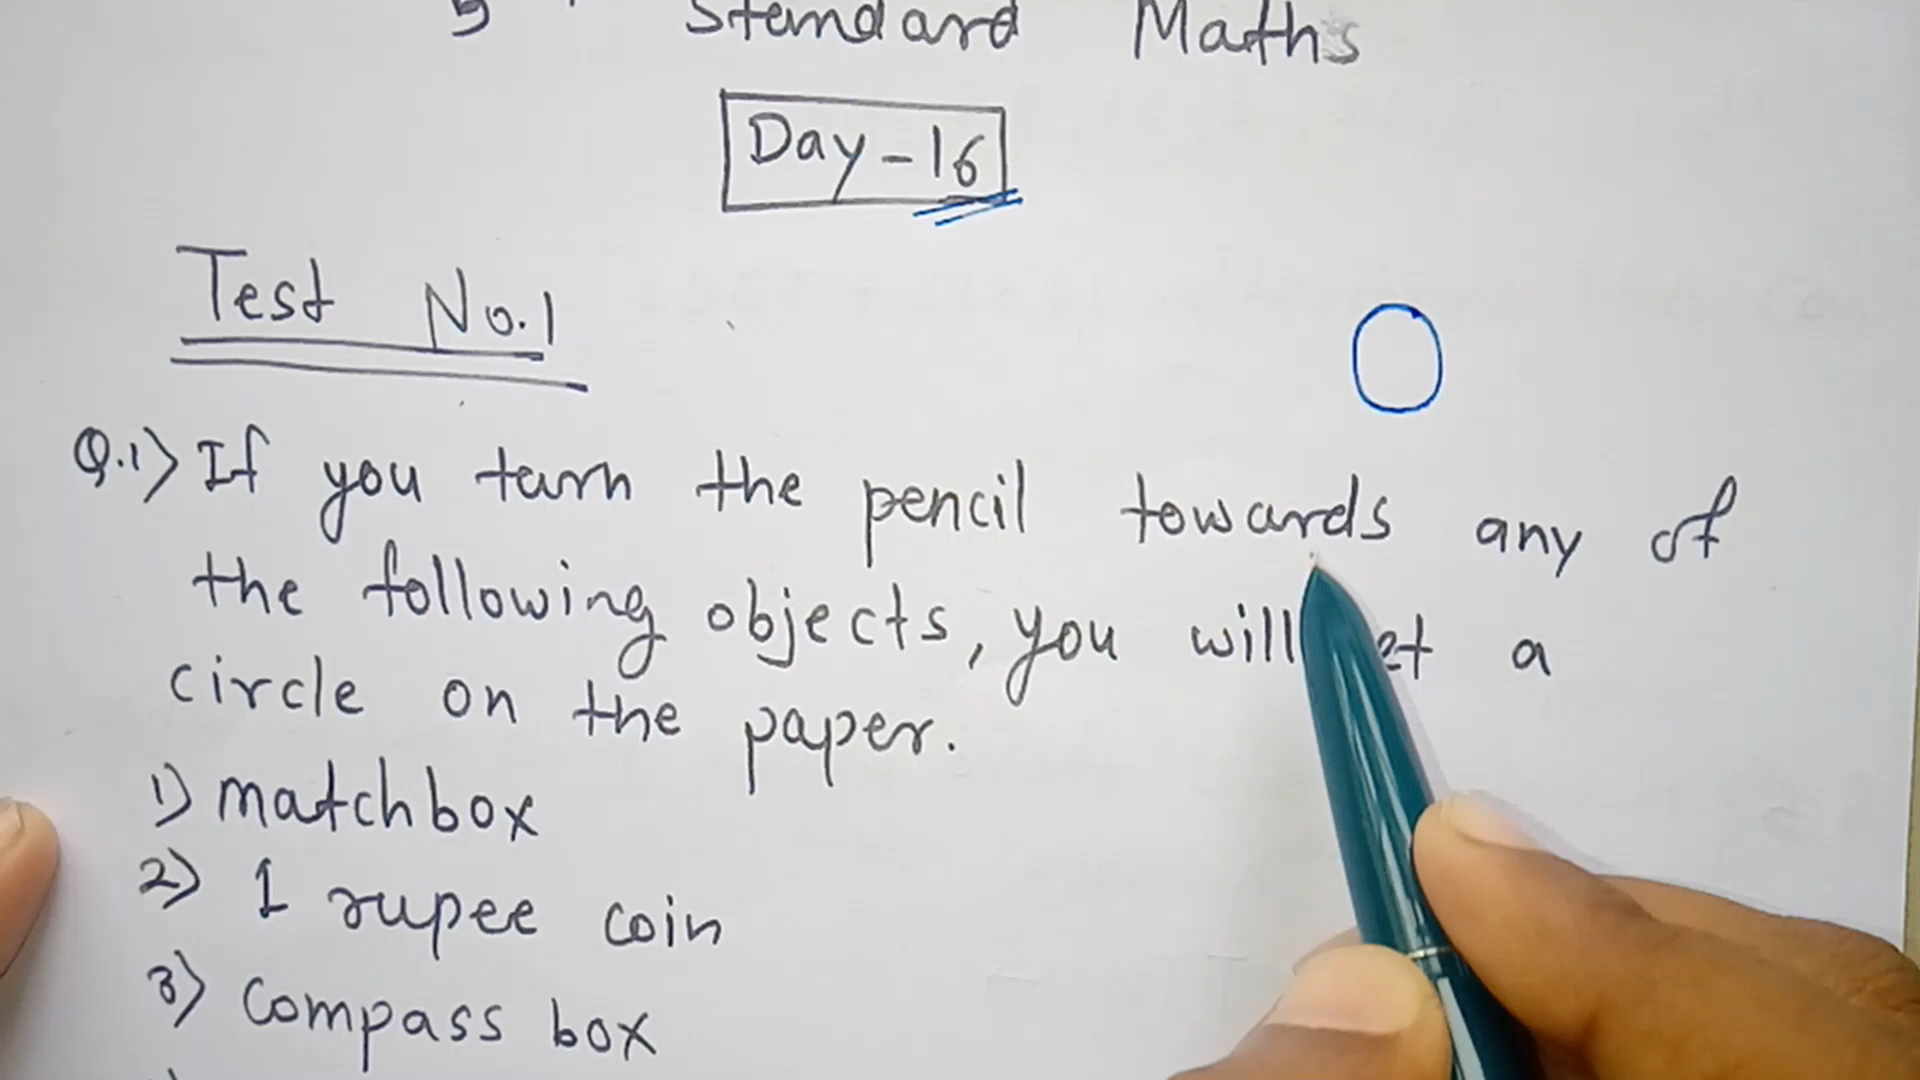 Standard Maths
Day-16
Test No.1
Q.1) If you turn the pencil towards any of
the following objects, you will a
circle on the paper.
1) matchbox
2) 1 rupee coin
3) Compass box